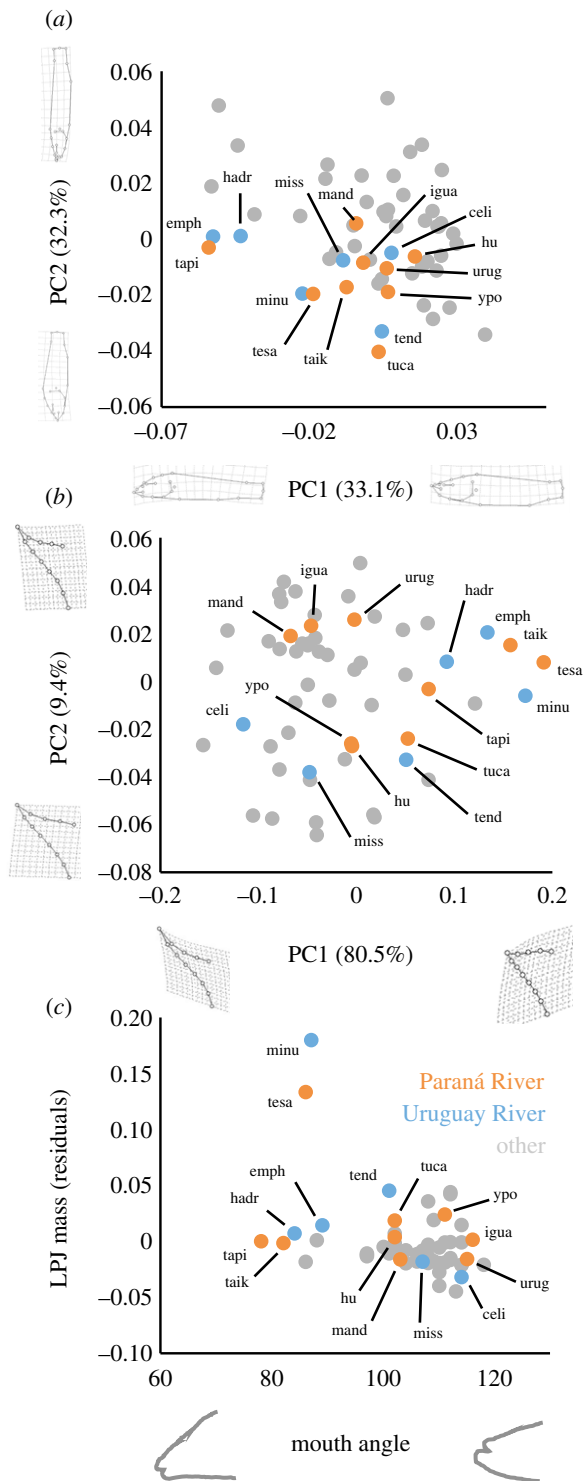 (a)
0.06
0.04
0.02
0
−0.02
−0.04
−0.06
PC2 (32.3%)
hadr
miss
mand
igua
celi
emph
hu
tapi
urug
minu
ypo
tesa
taik
tend
tuca
−0.07
−0.02
0.03
PC1 (33.1%)
(b)
0.06
0.04
0.02
0
−0.02
−0.04
−0.06
−0.08
PC2 (9.4%)
igua
urug
mand
hadr
emph
taik
tesa
ypo
minu
celi
tapi
tuca
hu
tend
miss
−0.2
−0.1
0
0.1
0.2
PC1 (80.5%)
(c)
0.20
0.15
0.10
0.05
0
−0.05
−0.10
LPJ mass (residuals)
minu
Paraná River
Uruguay River
other
tesa
emph
tend
tuca
hadr
ypo
igua
tapi
taik
urug
hu
mand
miss
celi
60
80
100
120
mouth angle